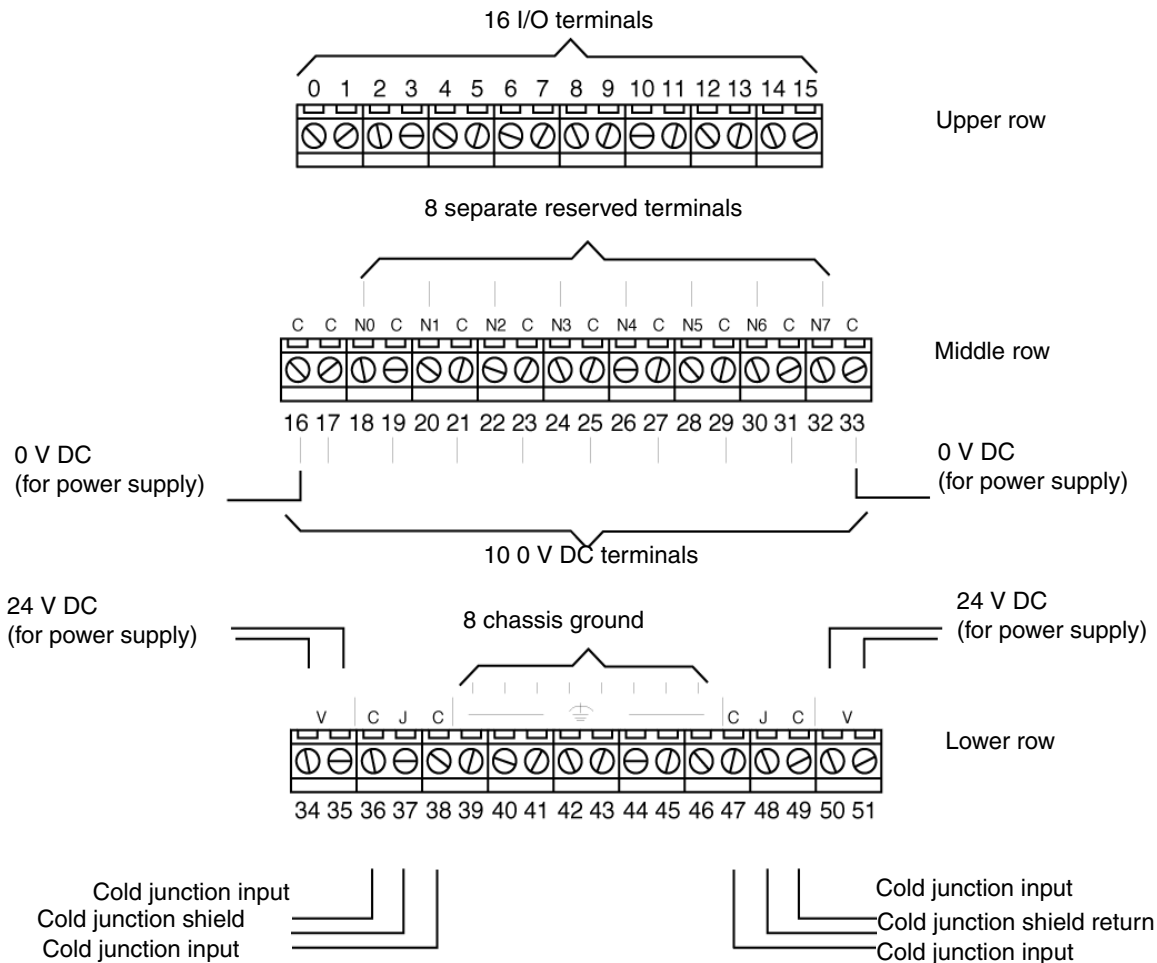 16 I/O terminals
0 1 2 3 4 5 6 7 8 9 10 11 12 13 14 15
Upper row
8 separate reserved terminals
C C N0 C N1 C N2 C N3 C N4 C N5 C N6 C N7 C
Middle row
16 17 18 19 20 21 22 23 24 25 26 27 28 29 30 31 32 33
0 V DC
(for power supply)
0 V DC
(for power supply)
10 0 V DC terminals
24 V DC
(for power supply)
8 chassis ground
24 V DC
(for power supply)
V C J C C J C V
Lower row
34 35 36 37 38 39 40 41 42 43 44 45 46 47 48 49 50 51
Cold junction input
Cold junction shield
Cold junction input
Cold junction input
Cold junction shield return
Cold junction input